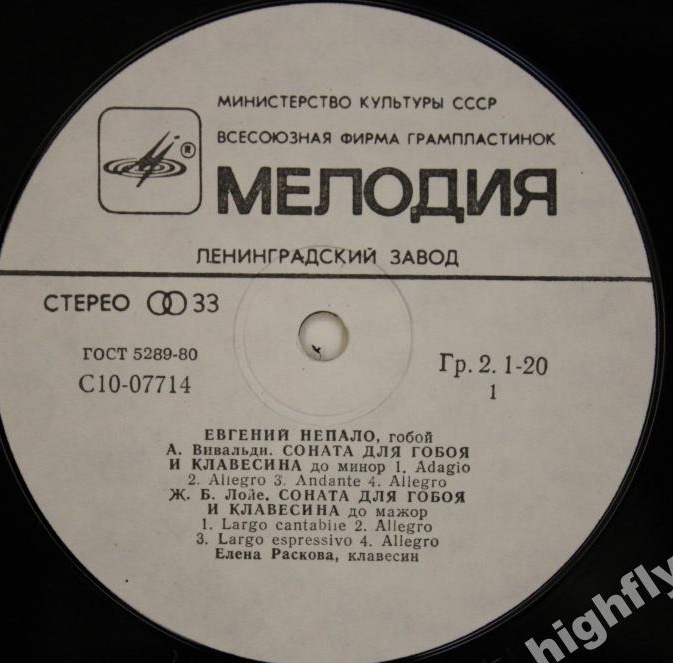 МИНИСТЕРСТВО КУЛЬТУРЫ СССР
ВСЕСОЮЗНАЯ ФИРМА ГРАМПЛАСТИНОК
®
МЕЛОДИЯ
ЛЕНИНГРАДСКИЙ ЗАВОД
СТЕРЕО 33
ГОСТ 5289-80
С10-07714
Гр. 2. 1-20
1
ЕВГЕНИЙ НЕПАЛО, гобой
А. Вивальди. СОНАТА ДЛЯ ГОБОЯ
И КЛАВЕСИНА до минор 1. Adagio
2. Allegro 3. Andante 4. Allegro
Ж. Б. Лойе. СОНАТА ДЛЯ ГОБОЯ
И КЛАВЕСИНА до мажор
1. Largo cantabile 2. Allegro
3. Largo espressivo 4. Allegro
Елена Раскова, клавесин
highfly